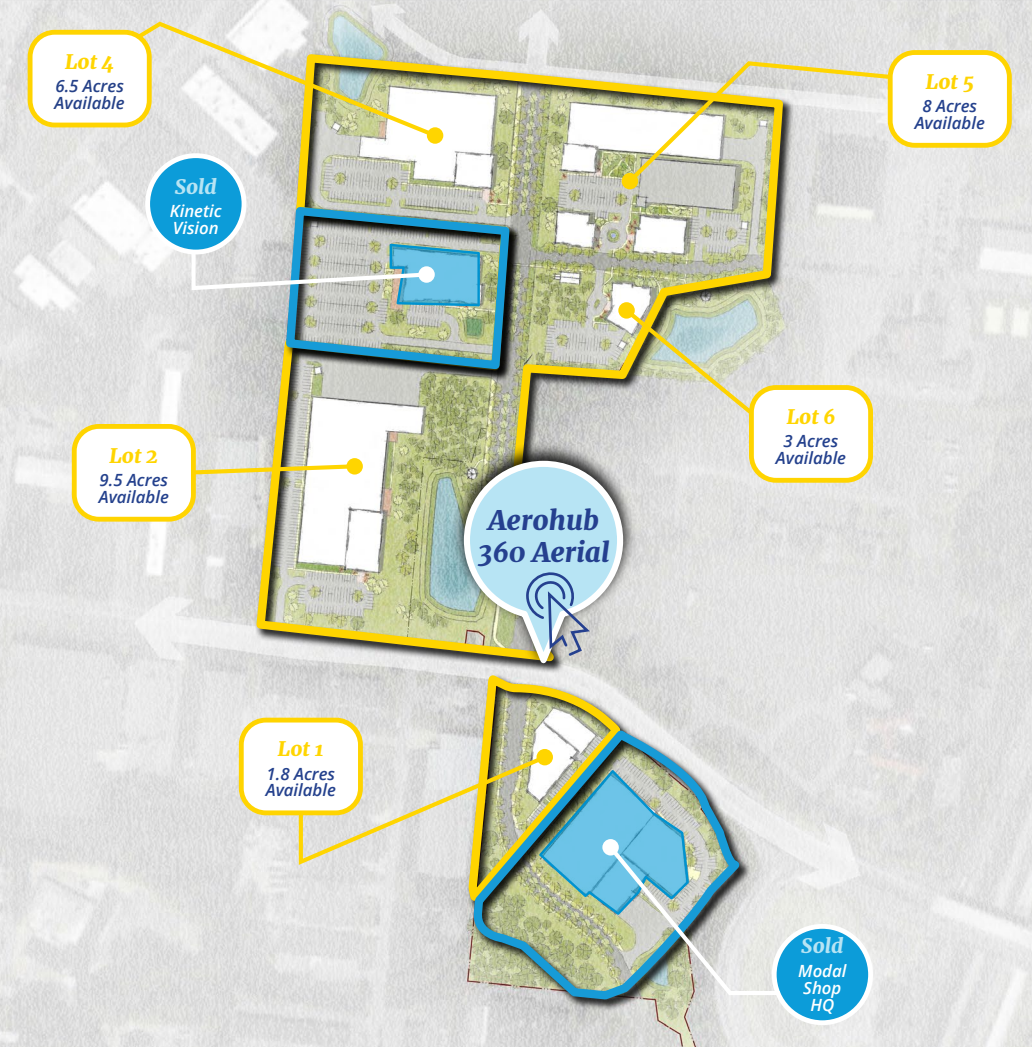 Lot 4
6.5 Acres
Available
Lot 5
8 Acres
Available
Sold
Kinetic
Vision
Lot 6
3 Acres
Available
Lot 2
9.5 Acres
Available
Aerohub
360 Aerial
Lot 1
1.8 Acres
Available
Sold
Modal
Shop
HQ